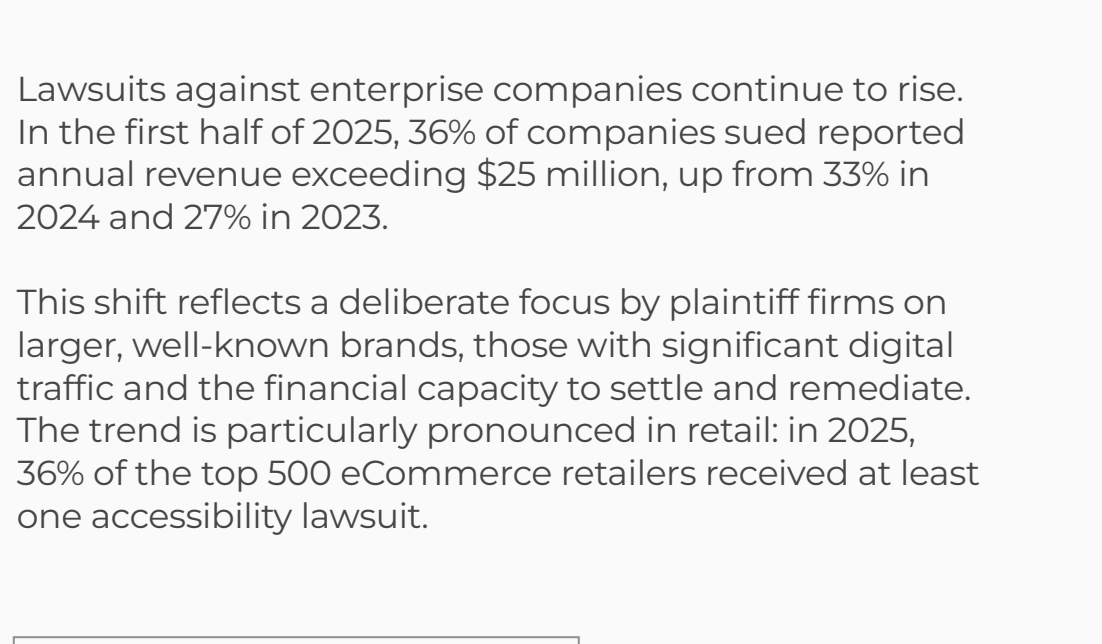 Lawsuits against enterprise companies continue to rise.
In the first half of 2025, 36% of companies sued reported
annual revenue exceeding $25 million, up from 33% in
2024 and 27% in 2023.
This shift reflects a deliberate focus by plaintiff firms on
larger, well-known brands, those with significant digital
traffic and the financial capacity to settle and remediate.
The trend is particularly pronounced in retail: in 2025,
36% of the top 500 eCommerce retailers received at least
one accessibility lawsuit.